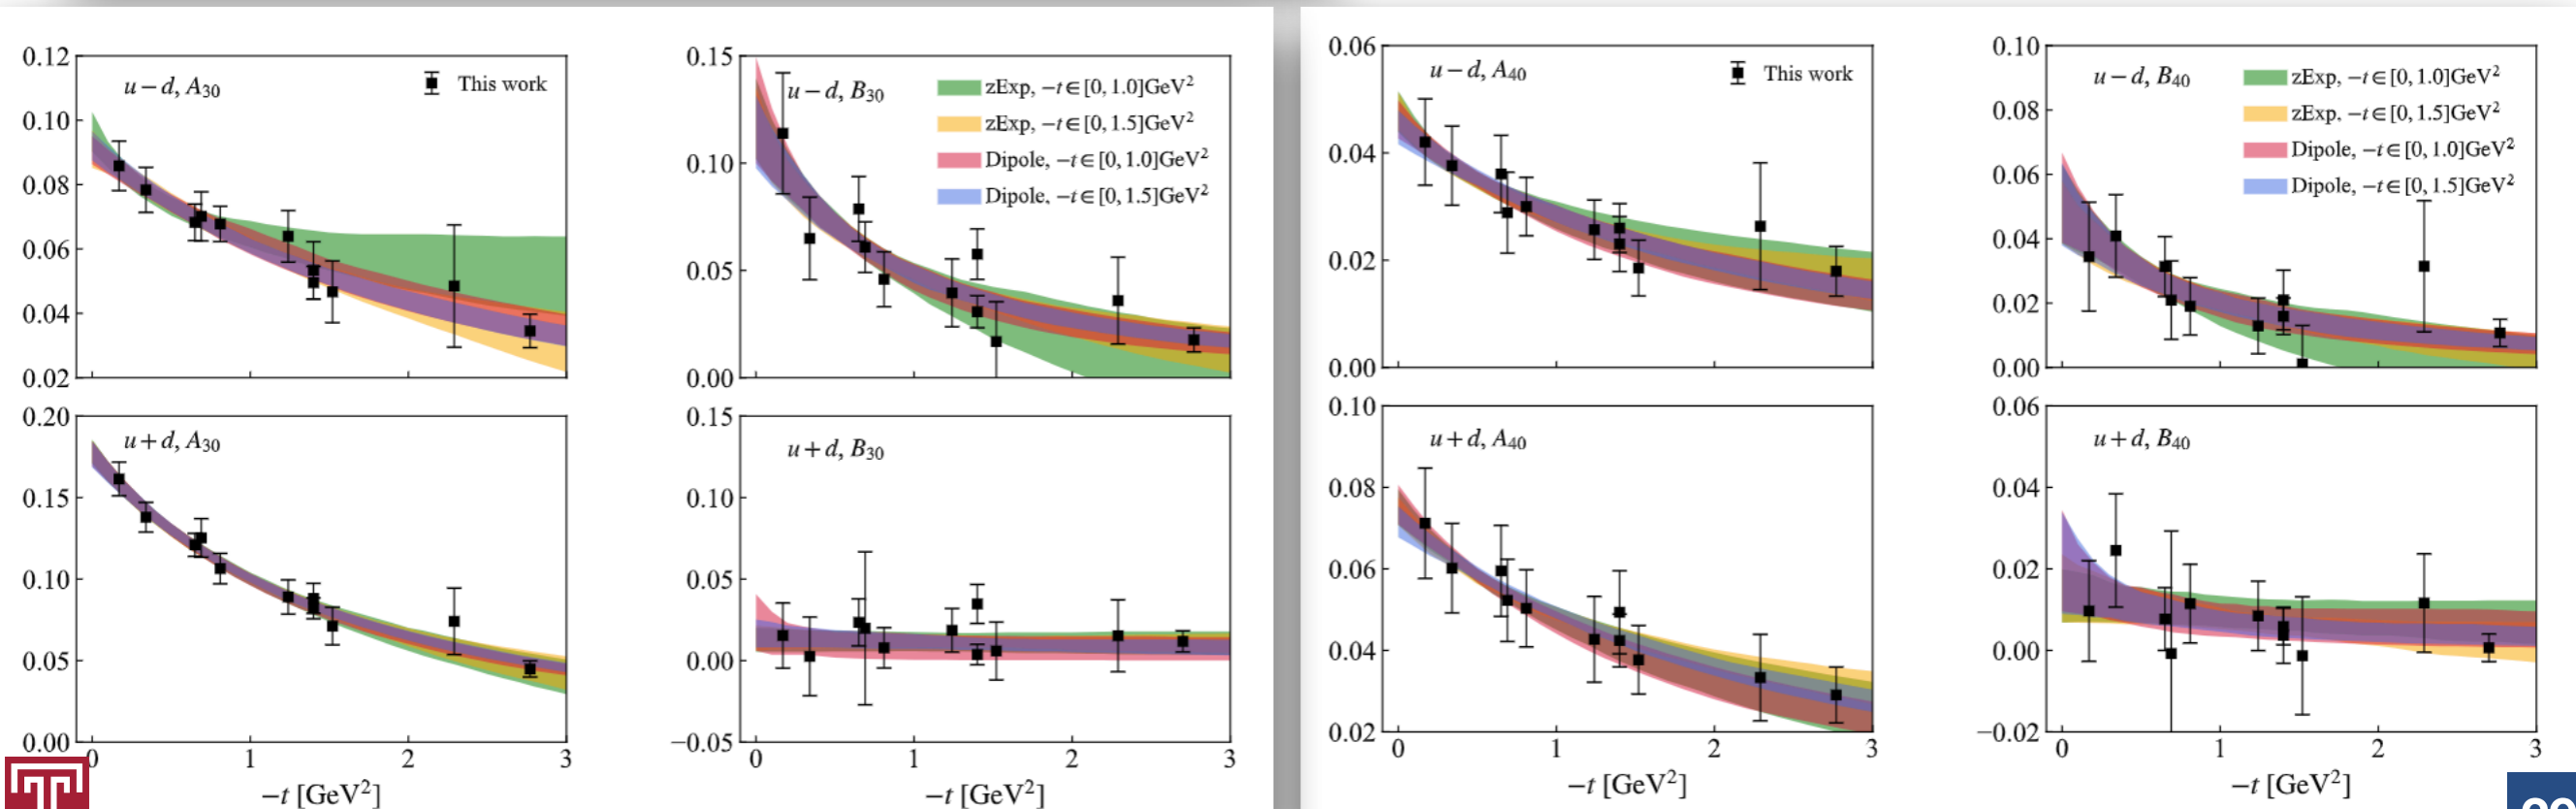 0.12
0.10
0.08
0.06
0.04
0.02
u − d, A30
This work
0.15
0.10
0.05
0.00
u − d, B30
zExp, −t ∈ [0, 1.0]GeV²
zExp, −t ∈ [0, 1.5]GeV²
Dipole, −t ∈ [0, 1.0]GeV²
Dipole, −t ∈ [0, 1.5]GeV²
0.20
0.15
0.10
0.05
0.00
u + d, A30
0 1 2 3
−t [GeV²]
0.15
0.10
0.05
0.00
−0.05
u + d, B30
0 1 2 3
−t [GeV²]
0.06
0.04
0.02
0.00
u − d, A40
This work
0.10
0.08
0.06
0.04
0.02
0.00
u − d, B40
zExp, −t ∈ [0, 1.0]GeV²
zExp, −t ∈ [0, 1.5]GeV²
Dipole, −t ∈ [0, 1.0]GeV²
Dipole, −t ∈ [0, 1.5]GeV²
0.10
0.08
0.06
0.04
0.02
u + d, A40
0 1 2 3
−t [GeV²]
0.06
0.04
0.02
0.00
−0.02
u + d, B40
0 1 2 3
−t [GeV²]